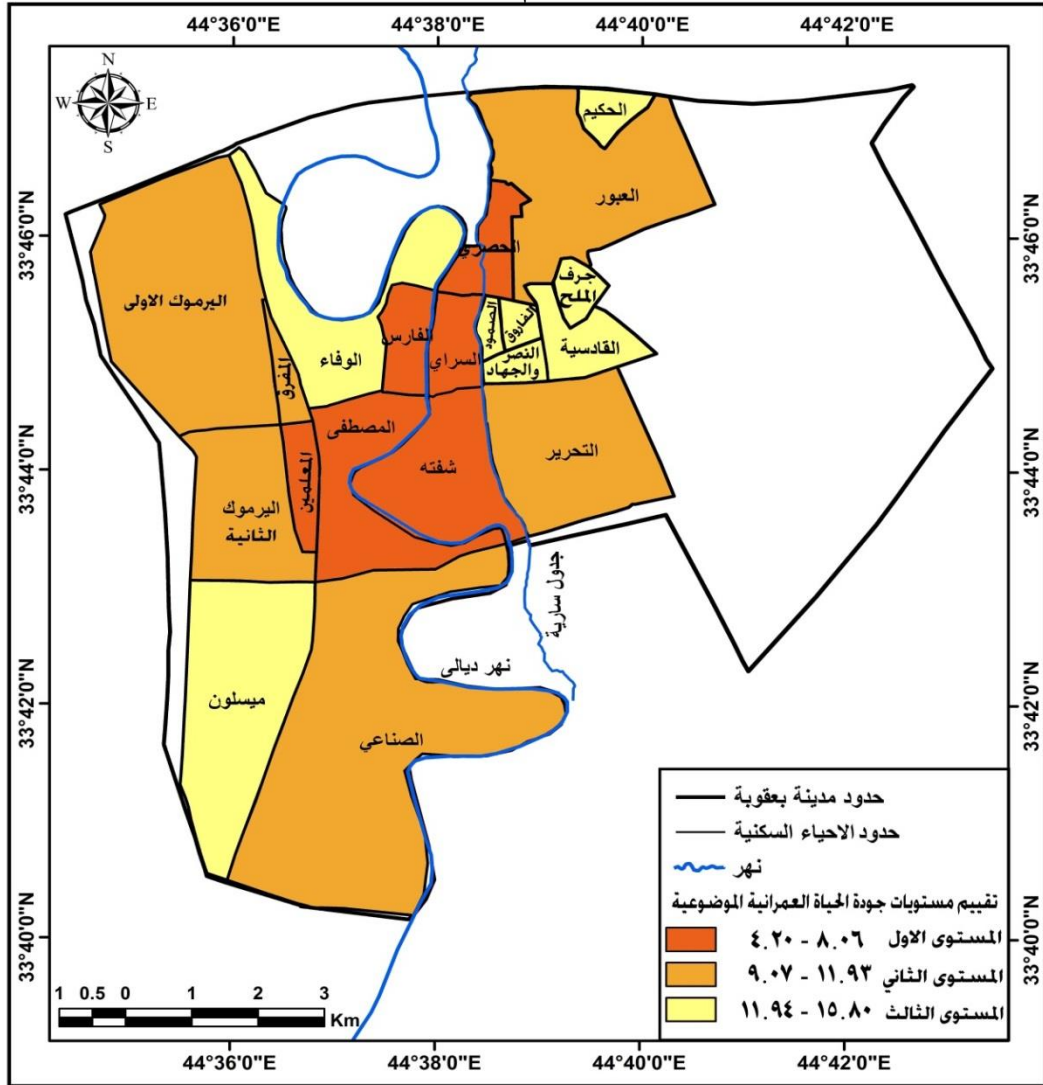 44°36'0"E 44°38'0"E 44°40'0"E 44°42'0"E
N
W E
S
33°46'0"N
33°44'0"N
33°42'0"N
33°40'0"N
33°46'0"N
33°44'0"N
33°42'0"N
33°40'0"N
الحكيم
العبور
الحصري
جرف
الملح
اليرموك الاولى
الصمود
الفاروق
الفارس
القادسية
السراي
الوفاء
النصر
والجهاد
المفرق
المصطفى
التحرير
شفته
المعلمين
اليرموك
الثانية
جدول سارية
نهر ديالى
ميسلون
الصناعي
حدود مدينة بعقوبة
حدود الاحياء السكنية
نهر
تقييم مستويات جودة الحياة العمرانية الموضوعية
المستوى الاول ٨.٠٦ - ٤.٢٠
المستوى الثاني ١١.٩٣ - ٩.٠٧
المستوى الثالث ١٥.٨٠ - ١١.٩٤
1 0.5 0 1 2 3
Km
44°36'0"E 44°38'0"E 44°40'0"E 44°42'0"E